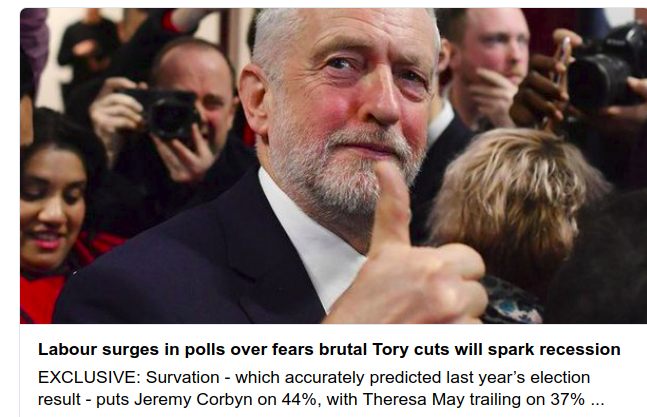 Labour surges in polls over fears brutal Tory cuts will spark recession
EXCLUSIVE: Survation - which accurately predicted last year’s election
result - puts Jeremy Corbyn on 44%, with Theresa May trailing on 37% ...